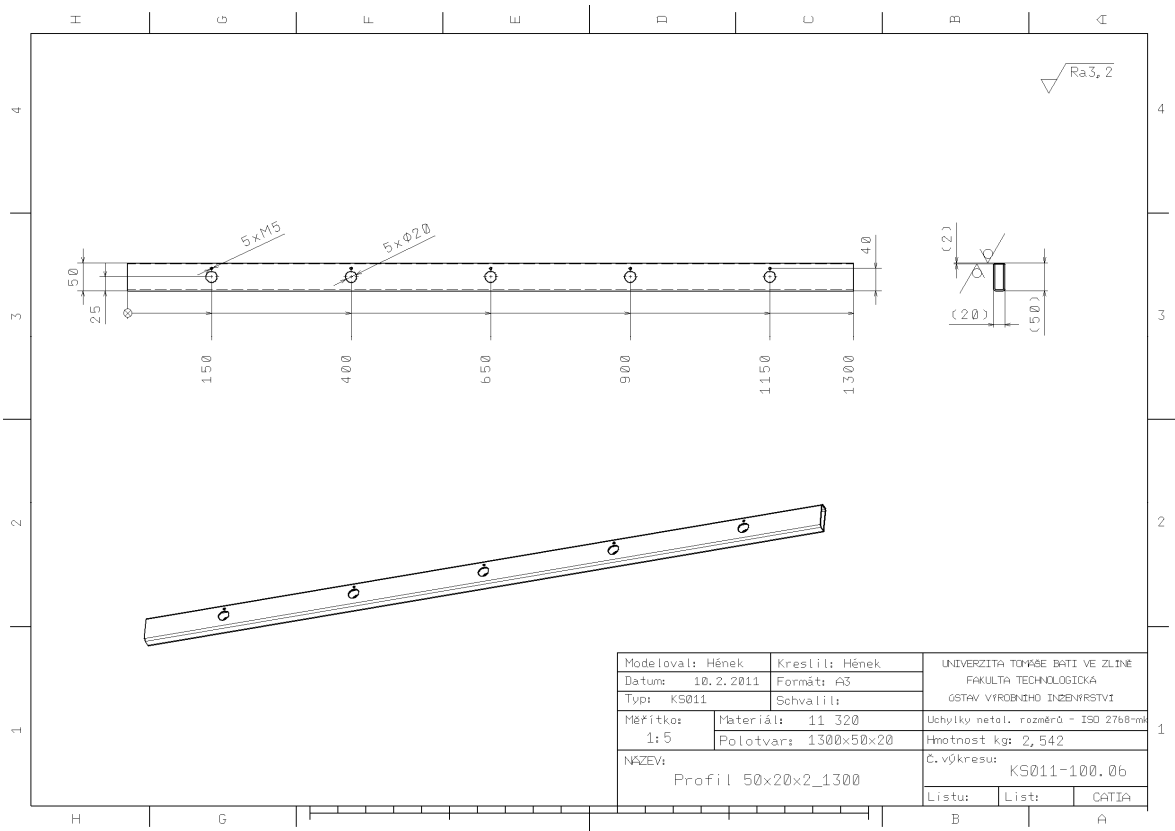 H G F E D C B A
4 4
Ra3,2
5xM5
5xΦ20
50
25
40
(2)
(20)
(50)
3 3
150
400
650
900
1150
1300
2 2
1 1
Modeloval: Hének
Kreslil: Hének
Datum: 10.2.2011
Formát: A3
Typ: KS011
Schvalil:
Měřítko:
1:5
Materiál: 11 320
Polotvar: 1300x50x20
NÁZEV:
Profil 50x20x2_1300
UNIVERZITA TOMÁŠE BATI VE ZLÍNĚ
FAKULTA TECHNOLOGICKÁ
ÚSTAV VÝROBNÍHO INŽENÝRSTVÍ
Uchylky netol. rozměrů - ISO 2768-mk
Hmotnost kg: 2,542
Č.výkresu:
KS011-100.06
Listu:
List:
CATIA
H G B A